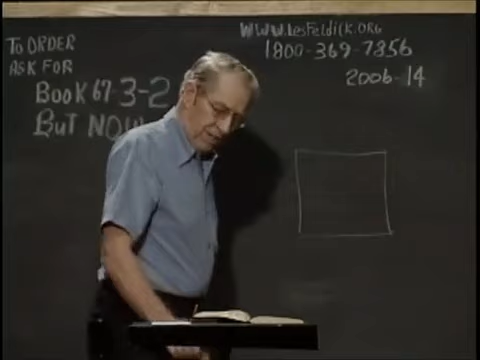 TO ORDER
ASK FOR
BOOK 67-3-2
BUT NOW
WWW.LESFELDICK.ORG
1800-369-7856
2006-14